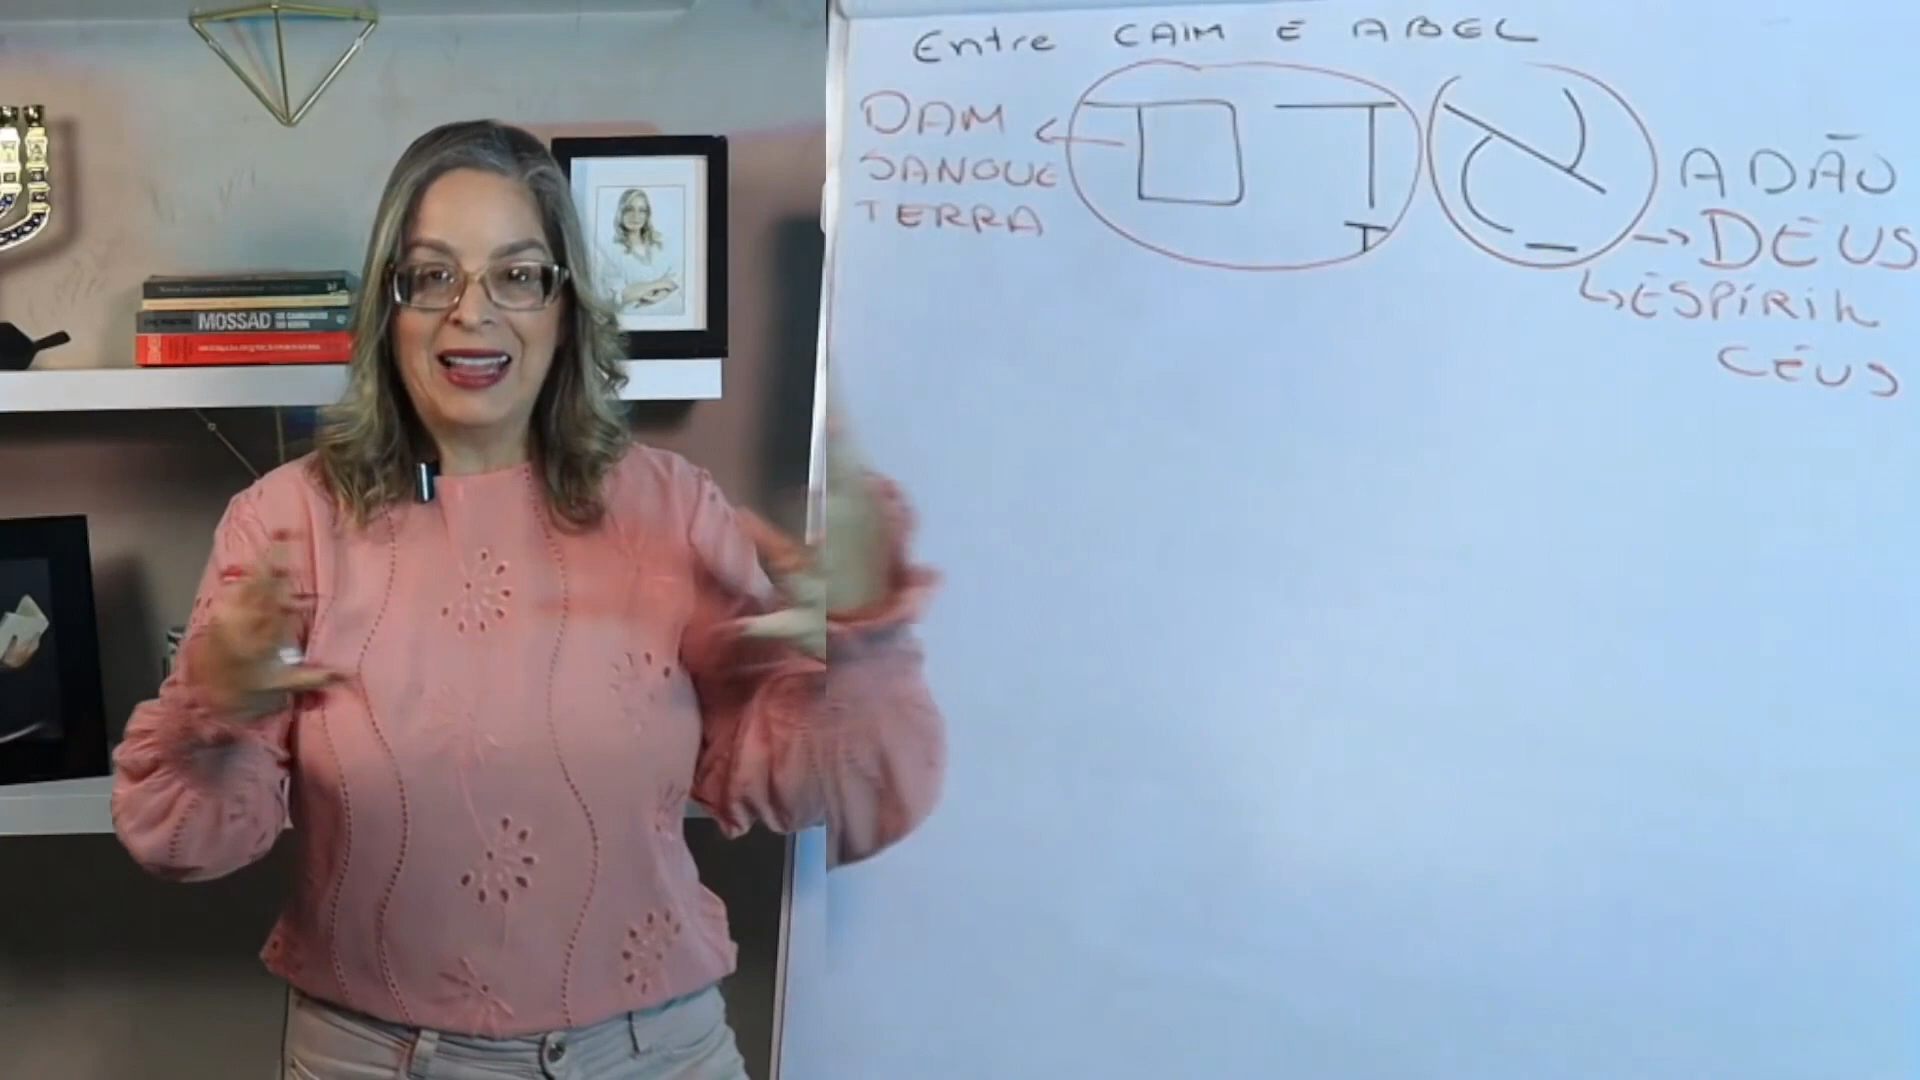 Entre CAIM E ABEL
DAM
SANGUE
TERRA
אָדָם
ADÃO
DEUS
ESPÍRITO
CÉUS
MOSSAD